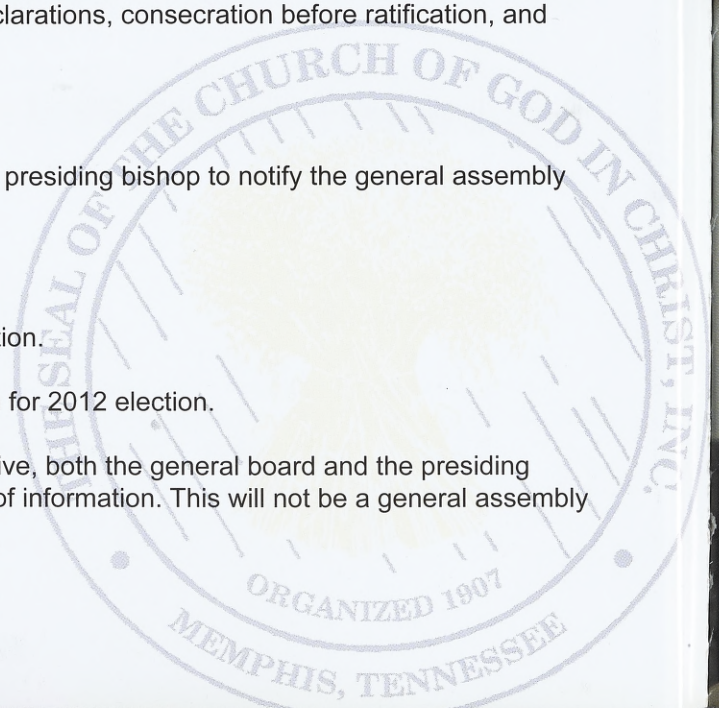 clarations, consecration before ratification, and
presiding bishop to notify the general assembly
tion.
for 2012 election.
ive, both the general board and the presiding
of information. This will not be a general assembly
THE SEAL OF THE CHURCH OF GOD IN CHRIST, INC.
ORGANIZED 1907
MEMPHIS, TENNESSEE